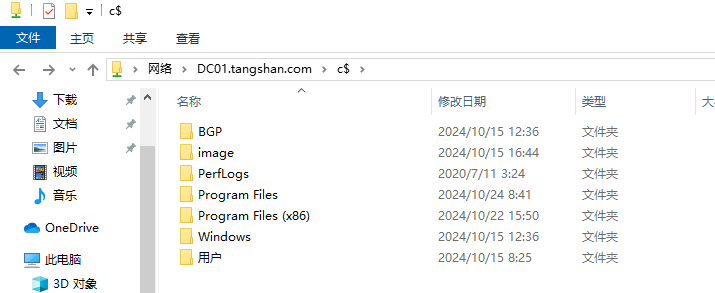 c$
文件 主页 共享 查看
网络 DC01.tangshan.com c$
下载
文档
图片
视频
音乐
OneDrive
此电脑
3D 对象
名称 修改日期 类型 大
BGP 2024/10/15 12:36 文件夹
image 2024/10/15 16:44 文件夹
PerfLogs 2020/7/11 3:24 文件夹
Program Files 2024/10/24 8:41 文件夹
Program Files (x86) 2024/10/22 15:50 文件夹
Windows 2024/10/15 12:36 文件夹
用户 2024/10/15 8:25 文件夹